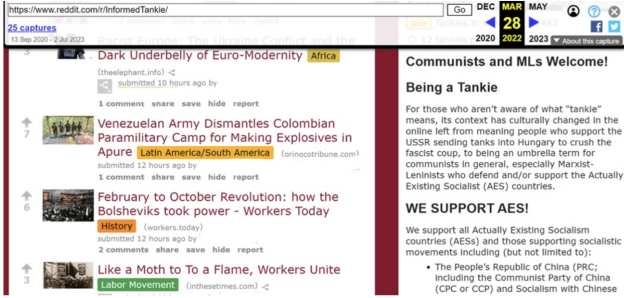 https://www.reddit.com/r/InformedTankie/
Go
DEC MAR MAY
28
2020 2022 2023
25 captures
13 Sep 2020 - 2 Jul 2023
About this capture
Racist Europe: The Ukraine Conflict and the
Dark Underbelly of Euro-Modernity Africa
(theelephant.info)
submitted 10 hours ago by
1 comment share save hide report
7
Venezuelan Army Dismantles Colombian
Paramilitary Camp for Making Explosives in
Apure Latin America/South America (orinocotribune.com)
submitted 12 hours ago by
1 comment share save hide report
6
February to October Revolution: how the
Bolsheviks took power - Workers Today
History (workers.today)
submitted 12 hours ago by
2 comments share save hide report
3
Like a Moth to To a Flame, Workers Unite
Labor Movement (inthesetimes.com)
Communists and MLs Welcome!
Being a Tankie
For those who aren't aware of what “tankie”
means, its context has culturally changed in the
online left from meaning people who support the
USSR sending tanks into Hungary to crush the
fascist coup, to being an umbrella term for
communists in general, especially Marxist-
Leninists who defend and/or support the Actually
Existing Socialist (AES) countries.
WE SUPPORT AES!
We support all Actually Existing Socialism
countries (AESs) and those supporting socialistic
movements including (but not limited to):
• The People's Republic of China (PRC;
including the Communist Party of China
(CPC or CCP) and Socialism with Chinese